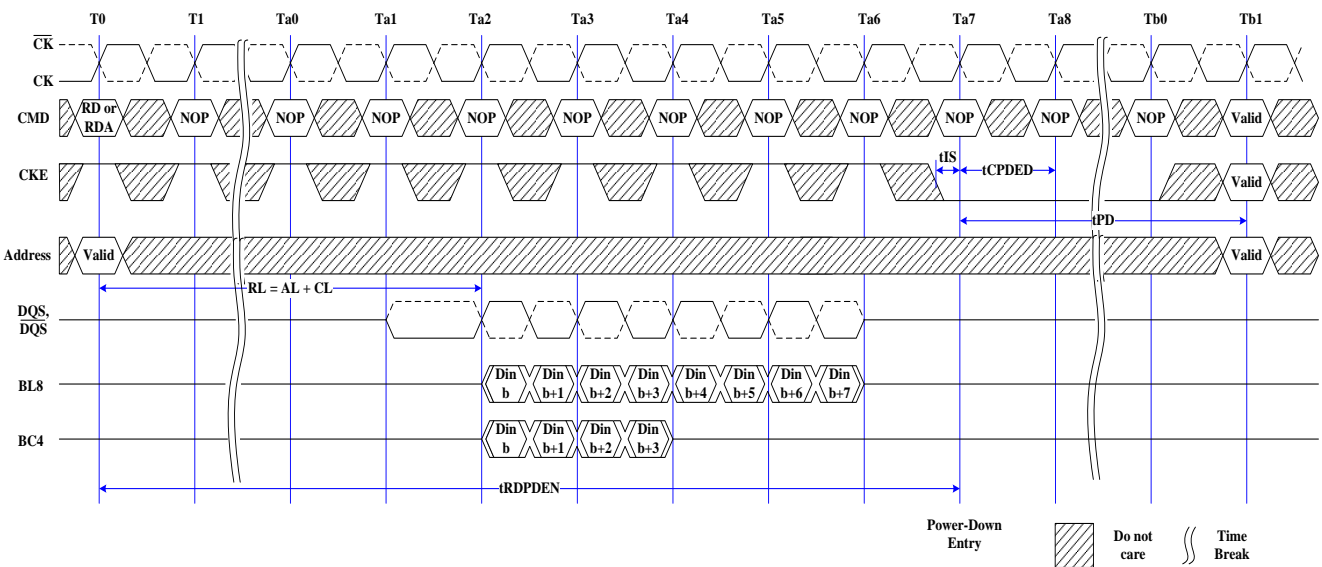 T0 T1 Ta0 Ta1 Ta2 Ta3 Ta4 Ta5 Ta6 Ta7 Ta8 Tb0 Tb1
CK
CK
CMD RD or RDA NOP NOP NOP NOP NOP NOP NOP NOP NOP NOP NOP Valid
tIS
CKE tCPDED Valid
tPD
Address Valid Valid
RL = AL + CL
DQS,
DQS
BL8 Din b Din b+1 Din b+2 Din b+3 Din b+4 Din b+5 Din b+6 Din b+7
BC4 Din b Din b+1 Din b+2 Din b+3
tRDPDEN
Power-Down
Entry
Do not
care
Time
Break